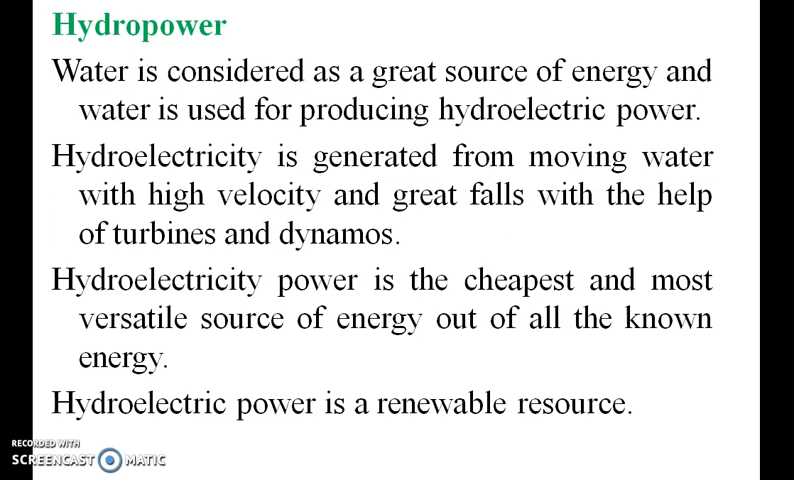 Hydropower
Water is considered as a great source of energy and
water is used for producing hydroelectric power.
Hydroelectricity is generated from moving water
with high velocity and great falls with the help
of turbines and dynamos.
Hydroelectricity power is the cheapest and most
versatile source of energy out of all the known
energy.
Hydroelectric power is a renewable resource.
RECORDED WITH
SCREENCAST MATIC